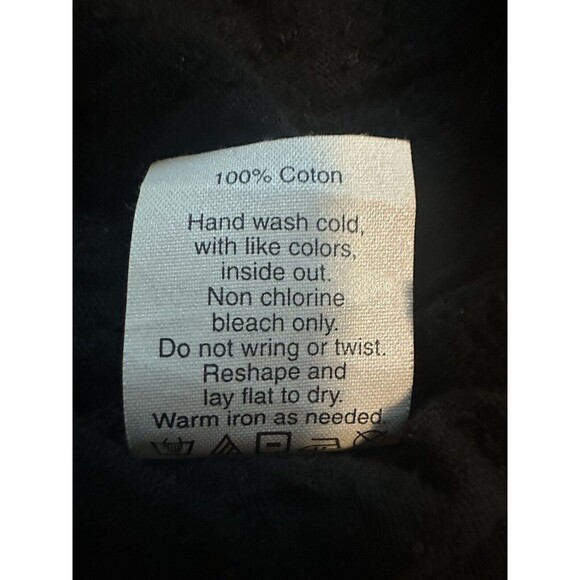 100% Coton
Hand wash cold,
with like colors,
inside out.
Non chlorine
bleach only.
Do not wring or twist.
Reshape and
lay flat to dry.
Warm iron as needed.